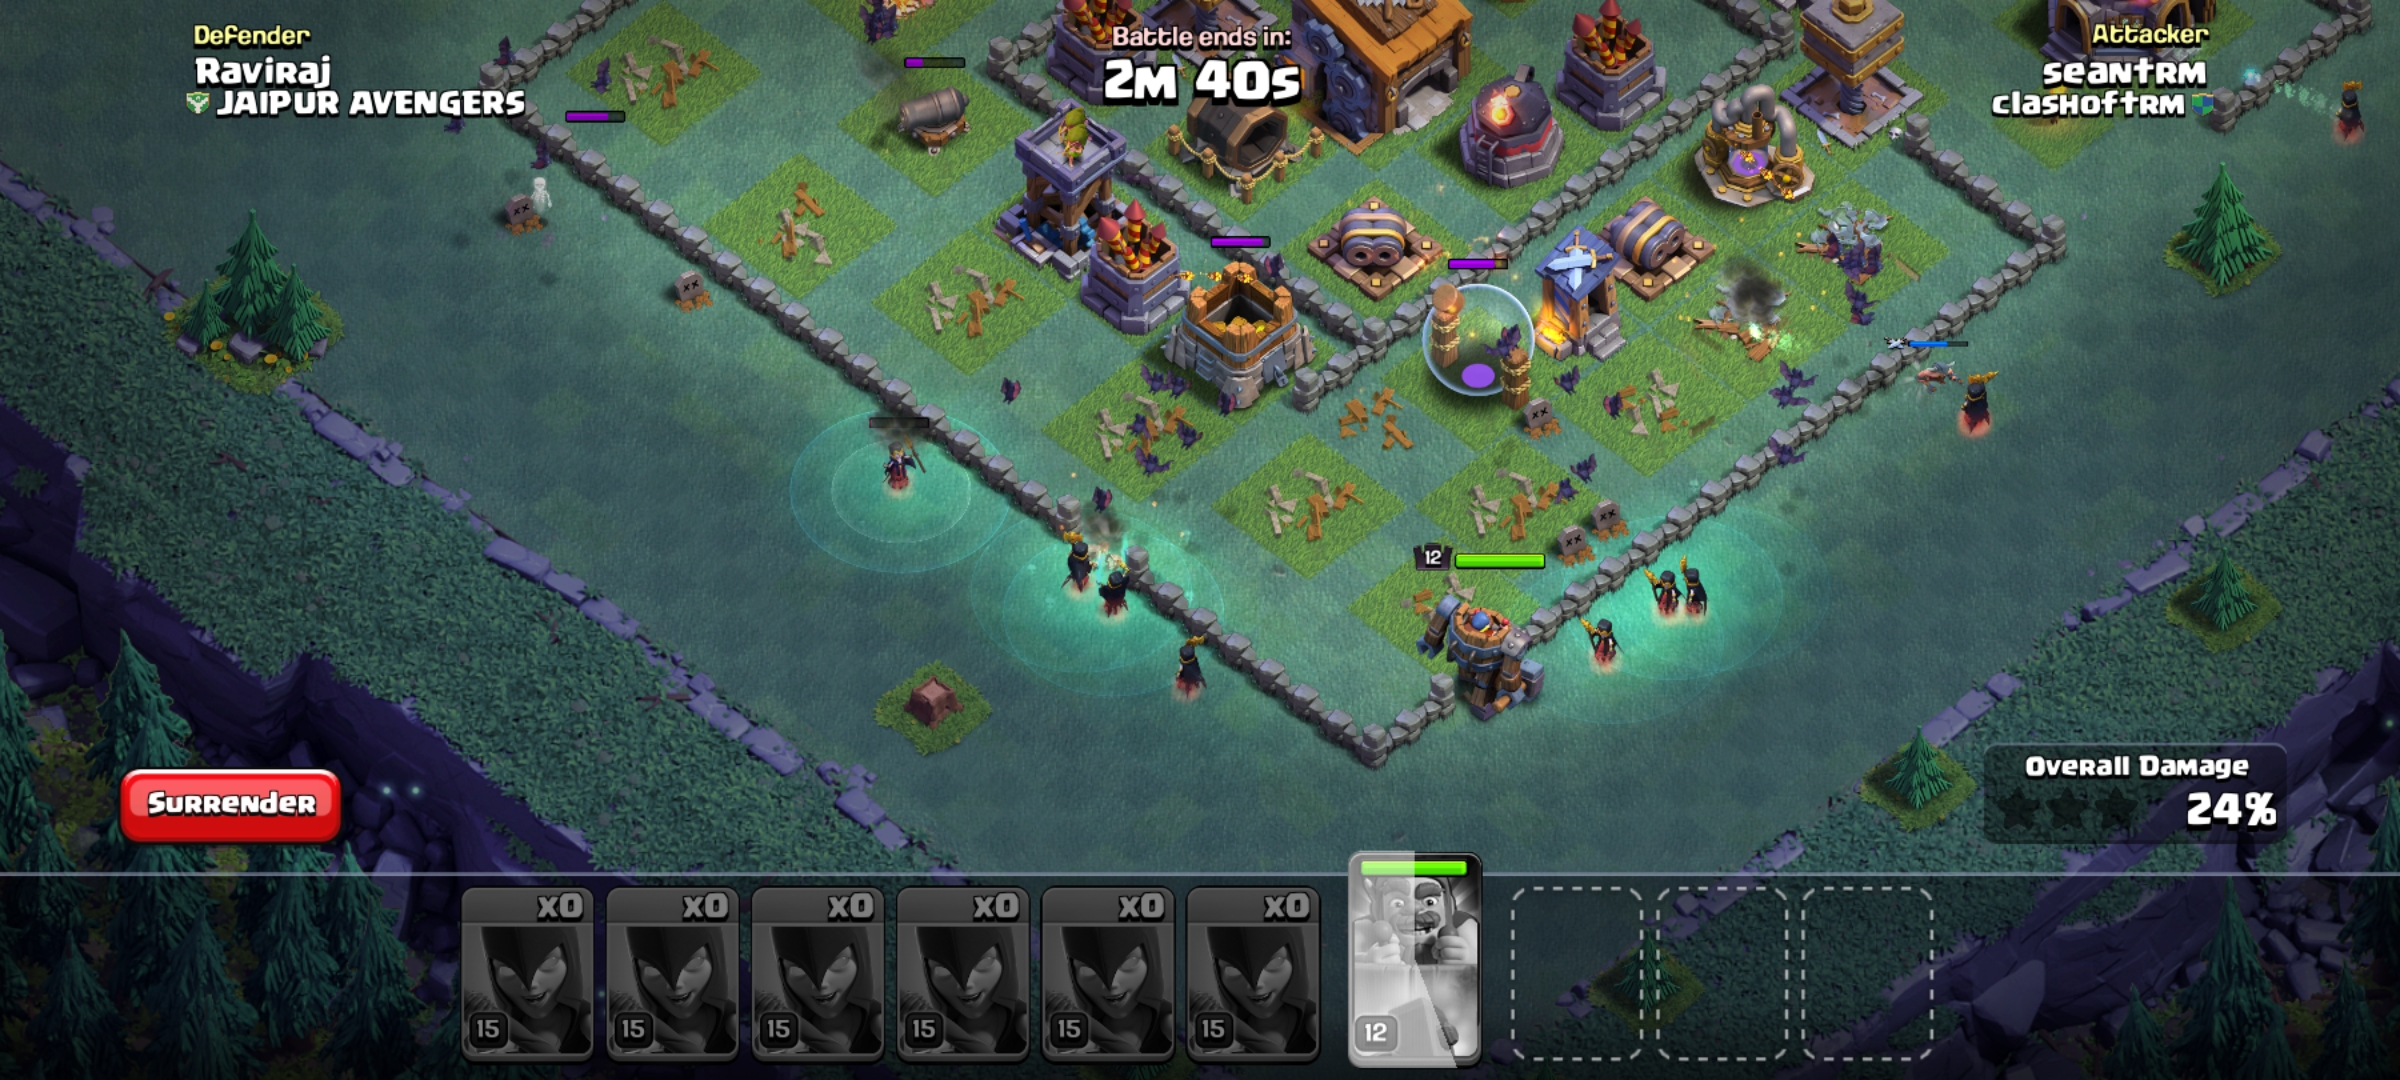 Defender
Raviraj
JAIPUR AVENGERS
Battle ends in:
2M 40s
Attacker
seantRM
clashoftRM
12
Surrender
Overall Damage
24%
x0
x0
x0
x0
x0
x0
15
15
15
15
15
15
12